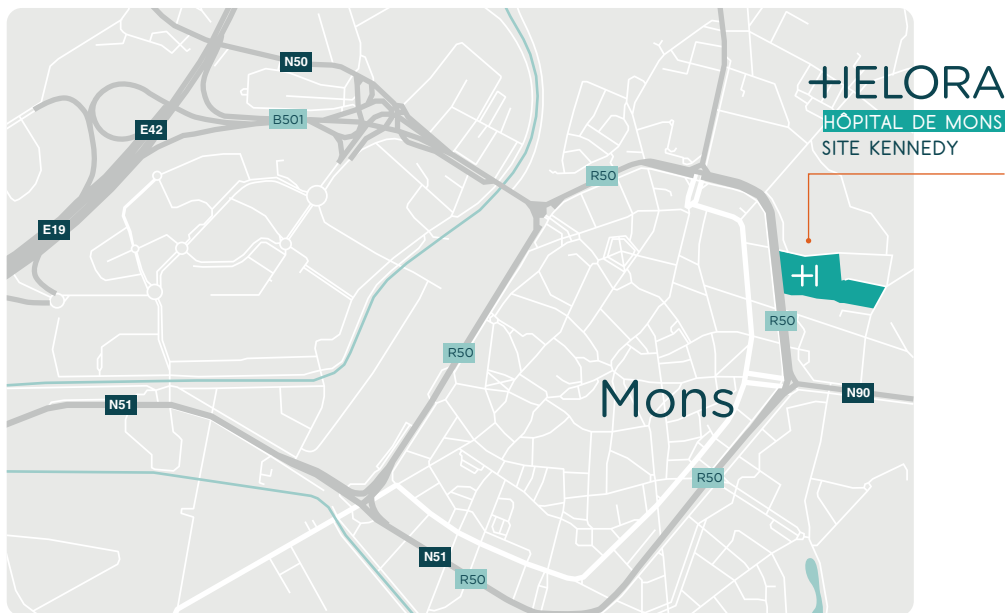 N50
+HELORA
HÔPITAL DE MONS
SITE KENNEDY
B501
E42
R50
E19
+H
R50
R50
Mons
N90
N51
R50
N51
R50